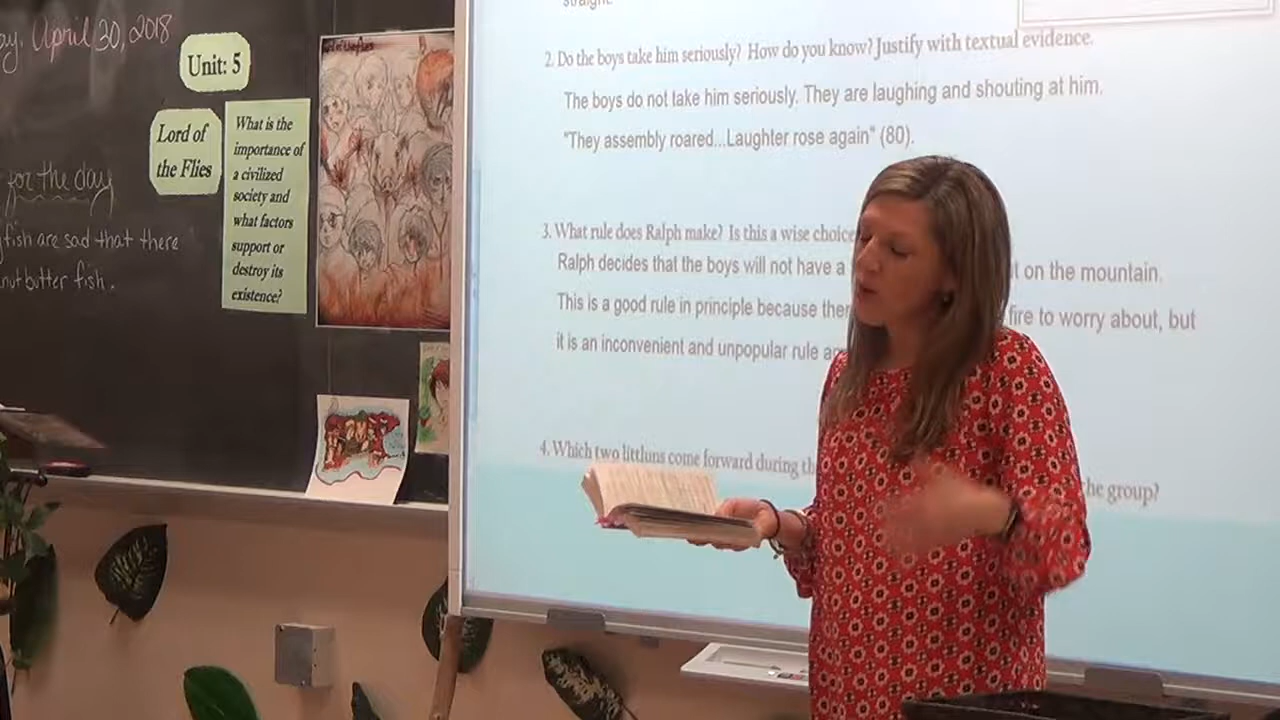 April 30, 2018
Unit: 5
Lord of
the Flies
What is the
importance of
a civilized
society and
what factors
support or
destroy its
existence?
for the day
fish are sad that there
nutbutter fish.
straight.
2. Do the boys take him seriously? How do you know? Justify with textual evidence.
The boys do not take him seriously. They are laughing and shouting at him.
"They assembly roared...Laughter rose again" (80).
3. What rule does Ralph make? Is this a wise choice
Ralph decides that the boys will not have a on the mountain.
This is a good rule in principle because fire to worry about, but
it is an inconvenient and unpopular rule
4. Which two littluns come forward during he group?